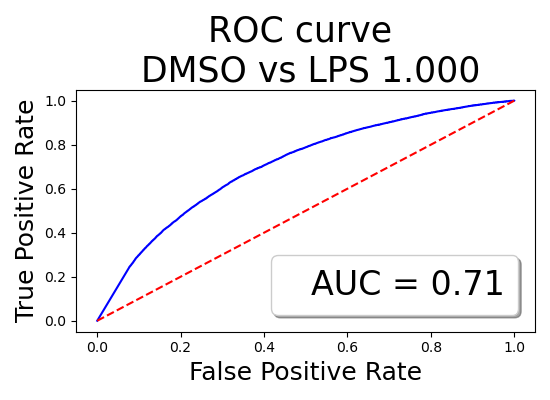 ROC curve
DMSO vs LPS 1.000
True Positive Rate
1.0
0.8
0.6
0.4
0.2
0.0
AUC = 0.71
0.0 0.2 0.4 0.6 0.8 1.0
False Positive Rate